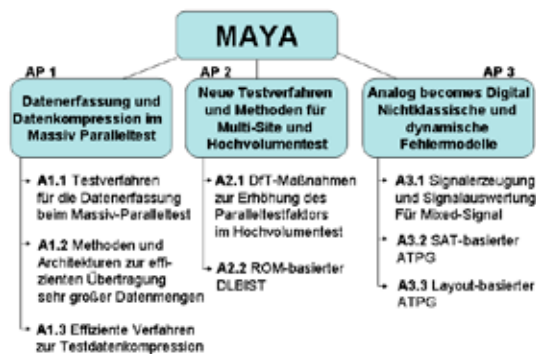 MAYA
AP 1
Datenerfassung und
Datenkompression im
Massiv Paralleltest
A1.1 Testverfahren
für die Datenerfassung
beim Massiv-Paralleltest
A1.2 Methoden und
Architekturen zur effi-
zienten Übertragung
sehr großer Datenmengen
A1.3 Effiziente Verfahren
zur Testdatenkompression
AP 2
Neue Testverfahren
und Methoden für
Multi-Site und
Hochvolumentest
A2.1 DfT-Maßnahmen
zur Erhöhung des
Paralleltestfaktors
im Hochvolumentest
A2.2 ROM-basierter
DLBIST
AP 3
Analog becomes Digital
Nichtklassische und
dynamische
Fehlermodelle
A3.1 Signalerzeugung
und Signalauswertung
Für Mixed-Signal
A3.2 SAT-basierter
ATPG
A3.3 Layout-basierter
ATPG